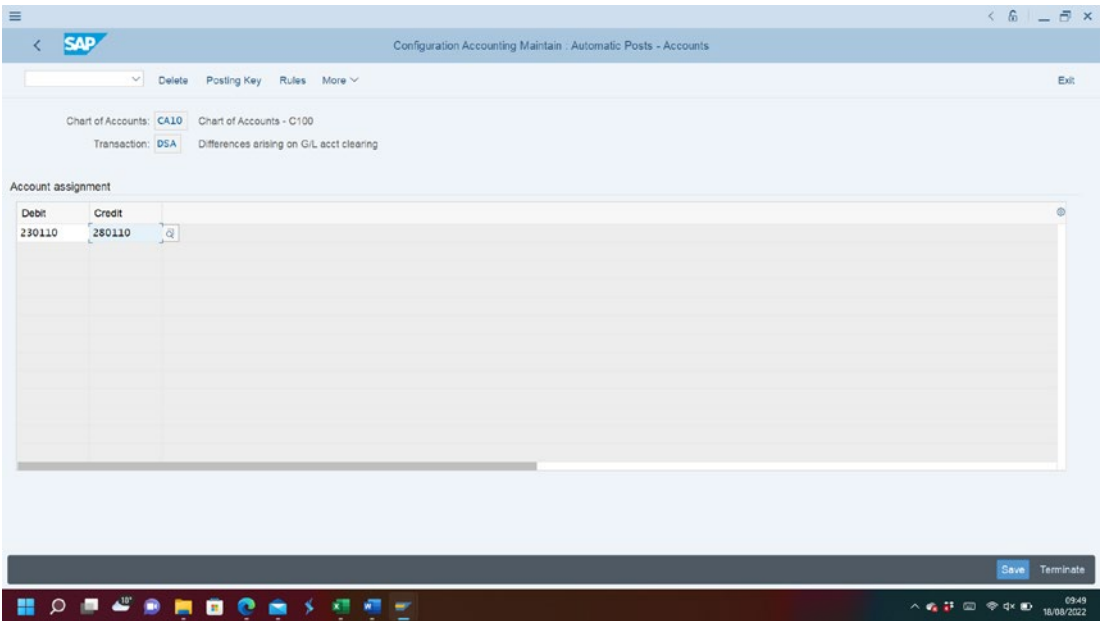 SAP
Configuration Accounting Maintain : Automatic Posts - Accounts
Delete Posting Key Rules More Exit
Chart of Accounts: CA10 Chart of Accounts - C100
Transaction: DSA Differences arising on G/L acct clearing
Account assignment
Debit Credit
230110 280110
Save Terminate
18°
09:49
18/08/2022